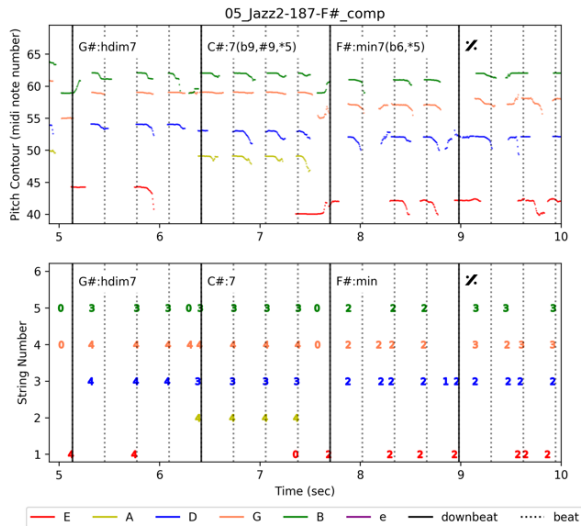 05_Jazz2-187-F#_comp
G#:hdim7 C#:7(b9,#9,*5) F#:min7(b6,*5) 𝄎
65
60
55
50
45
40
Pitch Contour (midi note number)
5 6 7 8 9 10
G#:hdim7 C#:7 F#:min 𝄎
6
5 0 3 3 3 0 3 3 3 3 0 2 2 2 3 3 3
4 0 4 4 4 4 4 4 4 4 0 2 2 2 2 3 2 3 3
3 4 4 4 3 3 3 3 2 2 2 2 1 2 2 2 2 2
2 4 4 4 4
1 4 4 0 2 2 2 2 2 2 2
String Number
5 6 7 8 9 10
Time (sec)
E A D G B e downbeat beat